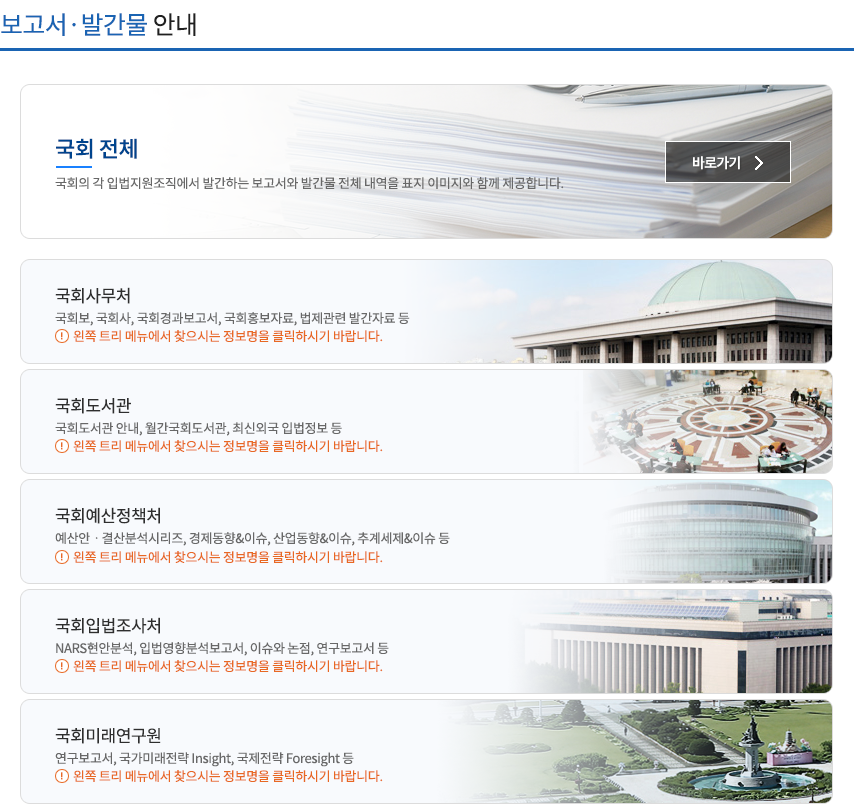 보고서·발간물 안내
국회 전체
국회의 각 입법지원조직에서 발간하는 보고서와 발간물 전체 내역을 표지 이미지와 함께 제공합니다.
바로가기
국회사무처
국회보, 국회사, 국회경과보고서, 국회홍보자료, 법제관련 발간자료 등
왼쪽 트리 메뉴에서 찾으시는 정보명을 클릭하시기 바랍니다.
국회도서관
국회도서관 안내, 월간국회도서관, 최신외국 입법정보 등
왼쪽 트리 메뉴에서 찾으시는 정보명을 클릭하시기 바랍니다.
국회예산정책처
예산안 · 결산분석시리즈, 경제동향&이슈, 산업동향&이슈, 추계세제&이슈 등
왼쪽 트리 메뉴에서 찾으시는 정보명을 클릭하시기 바랍니다.
국회입법조사처
NARS현안분석, 입법영향분석보고서, 이슈와 논점, 연구보고서 등
왼쪽 트리 메뉴에서 찾으시는 정보명을 클릭하시기 바랍니다.
국회미래연구원
연구보고서, 국가미래전략 Insight, 국제전략 Foresight 등
왼쪽 트리 메뉴에서 찾으시는 정보명을 클릭하시기 바랍니다.